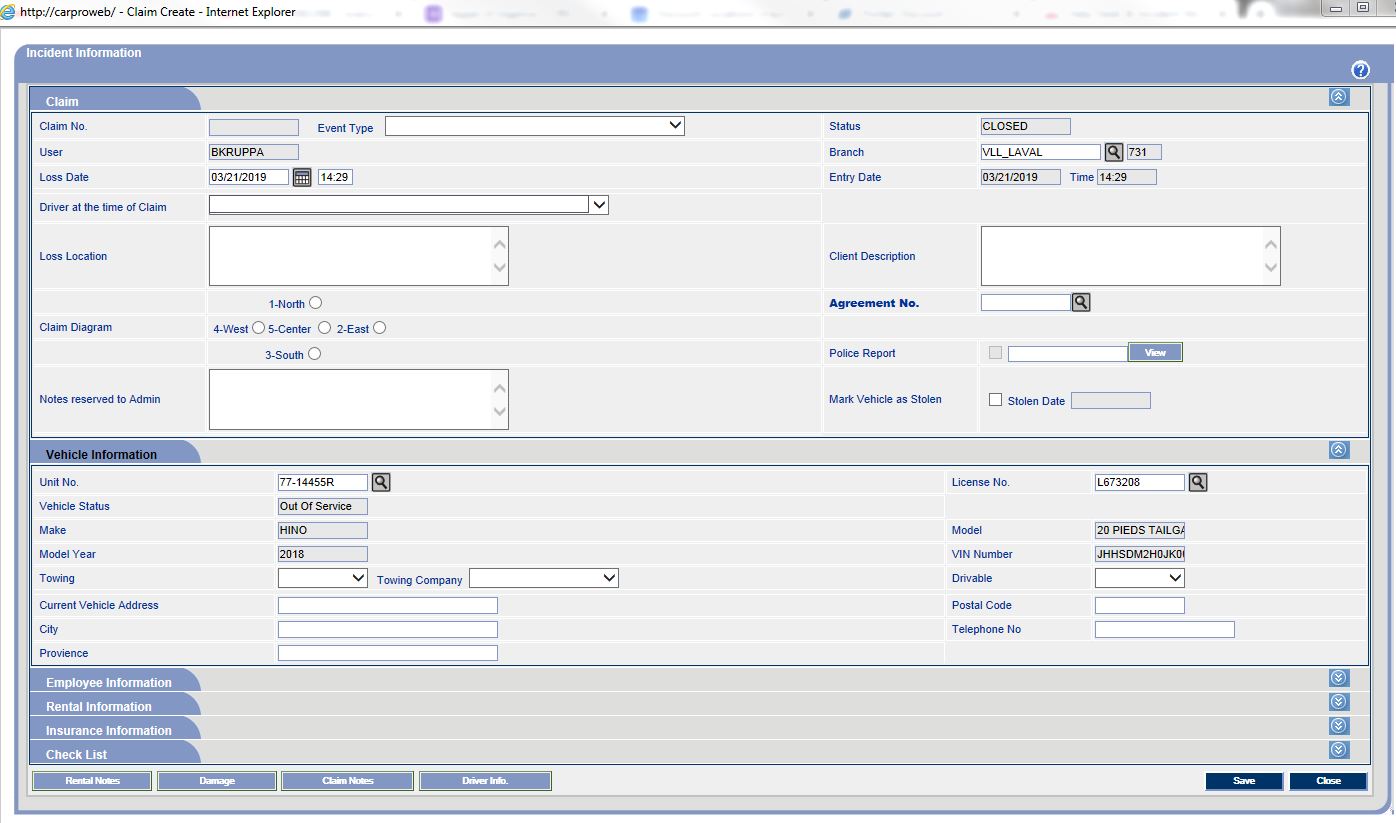 http://carproweb/ - Claim Create - Internet Explorer
Incident Information
Claim
Claim No. Event Type Status CLOSED
User BKRUPPA Branch VLL_LAVAL 731
Loss Date 03/21/2019 14:29 Entry Date 03/21/2019 Time 14:29
Driver at the time of Claim
Loss Location Client Description
1-North Agreement No.
Claim Diagram 4-West 5-Center 2-East
3-South Police Report View
Notes reserved to Admin Mark Vehicle as Stolen Stolen Date
Vehicle Information
Unit No. 77-14455R License No. L673208
Vehicle Status Out Of Service
Make HINO Model 20 PIEDS TAILGA
Model Year 2018 VIN Number JHHSDM2H0JK0
Towing Towing Company Drivable
Current Vehicle Address Postal Code
City Telephone No
Provience
Employee Information
Rental Information
Insurance Information
Check List
Rental Notes Damage Claim Notes Driver Info. Save Close